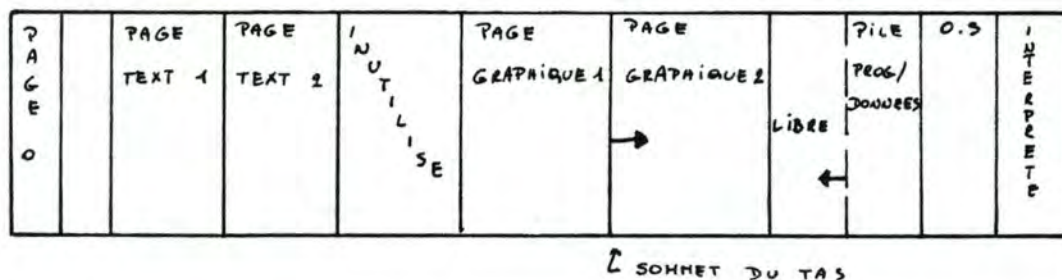 PAGE 0
PAGE
TEXT 1
PAGE
TEXT 2
INUTILISE
PAGE
GRAPHIQUE 1
PAGE
GRAPHIQUE 2
LIBRE
PILE
PROG/
DONNEES
O.S
INTERPRETE
SOMMET DU TAS